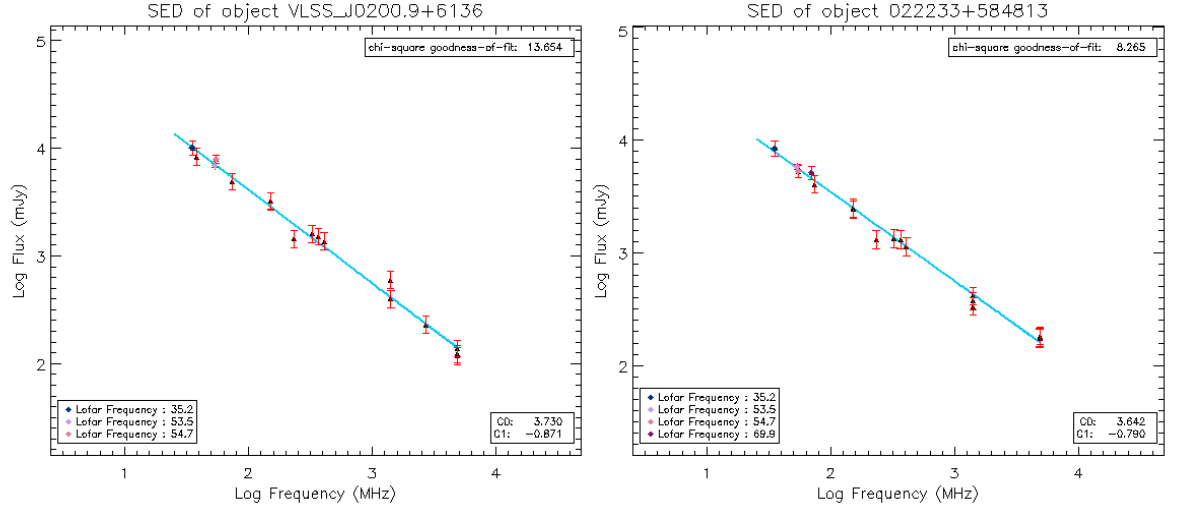 SED of object VLSS_J0200.9+6136
chi-square goodness-of-fit: 13.654
5
4
3
2
Log Flux (mJy)
Lofar Frequency : 35.2
Lofar Frequency : 53.5
Lofar Frequency : 54.7
C0: 3.730
C1: -0.871
1 2 3 4
Log Frequency (MHz)
SED of object 022233+584813
chi-square goodness-of-fit: 8.265
5
4
3
2
Log Flux (mJy)
Lofar Frequency : 35.2
Lofar Frequency : 53.5
Lofar Frequency : 54.7
Lofar Frequency : 69.9
C0: 3.642
C1: -0.790
1 2 3 4
Log Frequency (MHz)